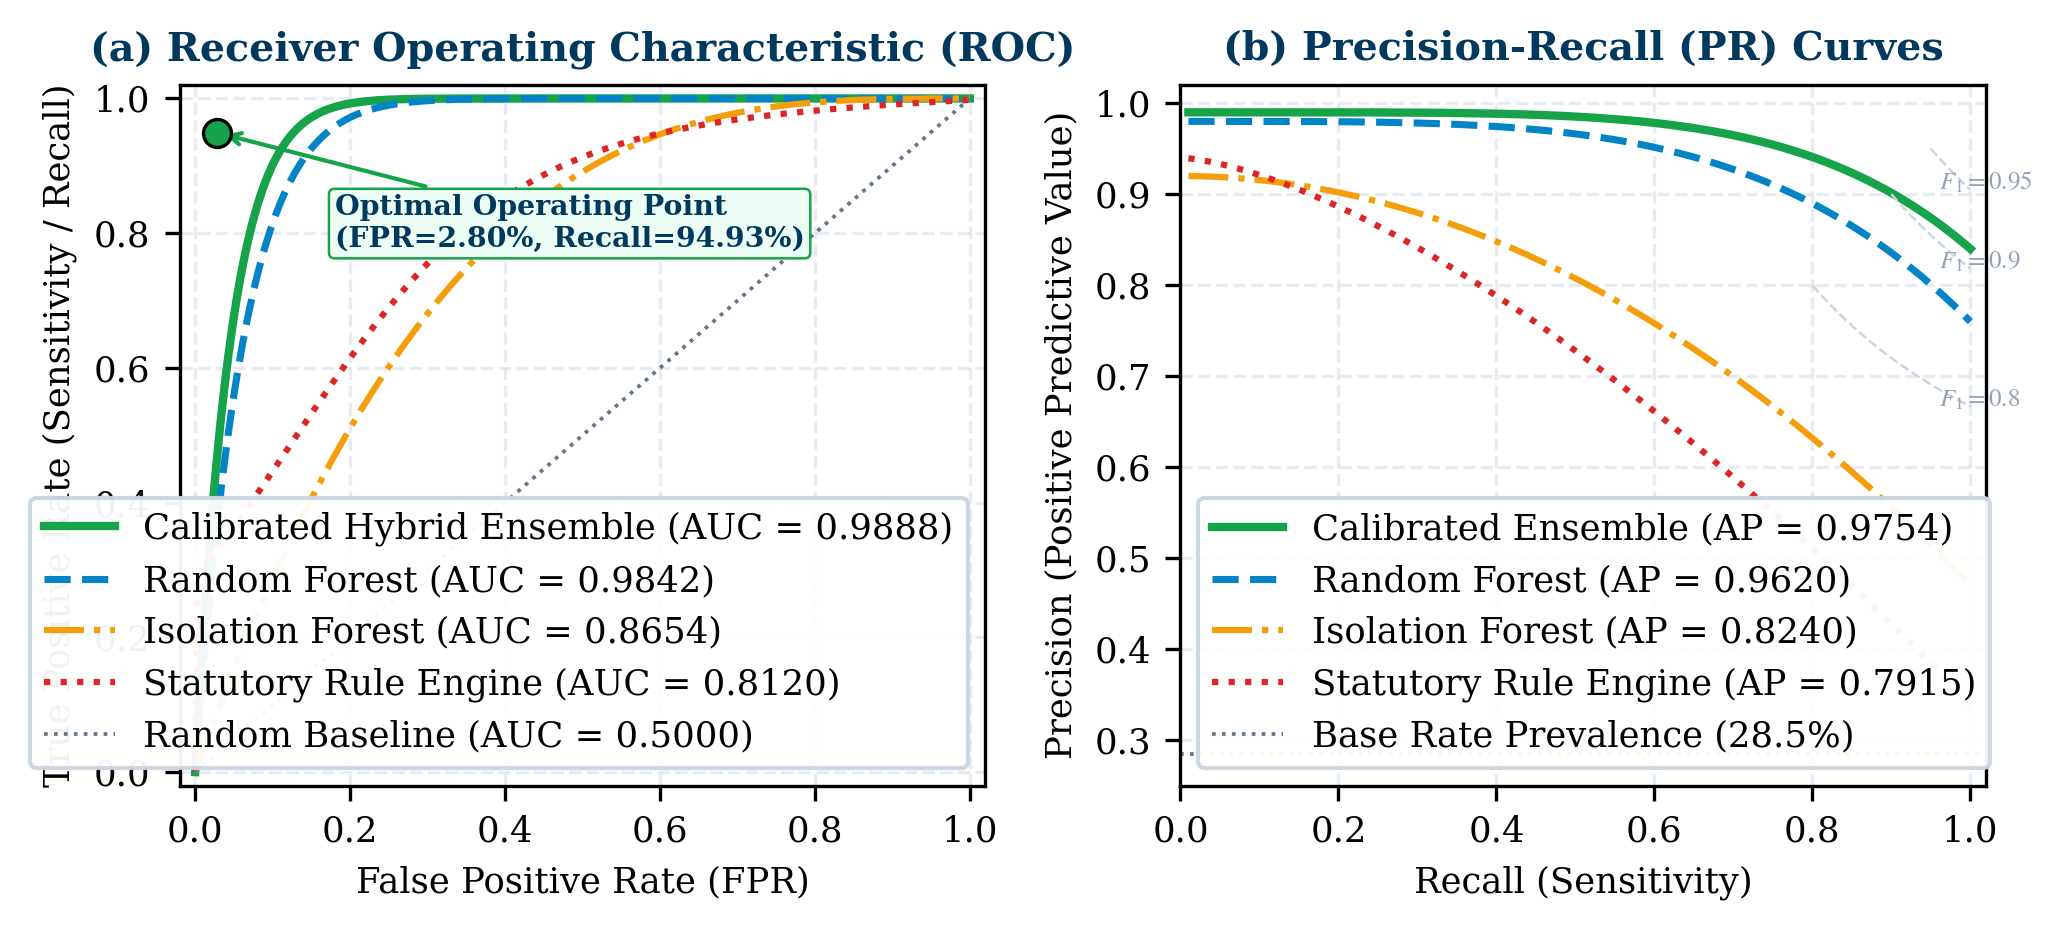 (a) Receiver Operating Characteristic (ROC)
True Positive Rate (Sensitivity / Recall)
1.0
0.8
0.6
0.4
0.2
0.0
Optimal Operating Point
(FPR=2.80%, Recall=94.93%)
Calibrated Hybrid Ensemble (AUC = 0.9888)
Random Forest (AUC = 0.9842)
Isolation Forest (AUC = 0.8654)
Statutory Rule Engine (AUC = 0.8120)
Random Baseline (AUC = 0.5000)
0.0 0.2 0.4 0.6 0.8 1.0
False Positive Rate (FPR)
(b) Precision-Recall (PR) Curves
Precision (Positive Predictive Value)
1.0
0.9
0.8
0.7
0.6
0.5
0.4
0.3
F₁=0.95
F₁=0.9
F₁=0.8
Calibrated Ensemble (AP = 0.9754)
Random Forest (AP = 0.9620)
Isolation Forest (AP = 0.8240)
Statutory Rule Engine (AP = 0.7915)
Base Rate Prevalence (28.5%)
0.0 0.2 0.4 0.6 0.8 1.0
Recall (Sensitivity)